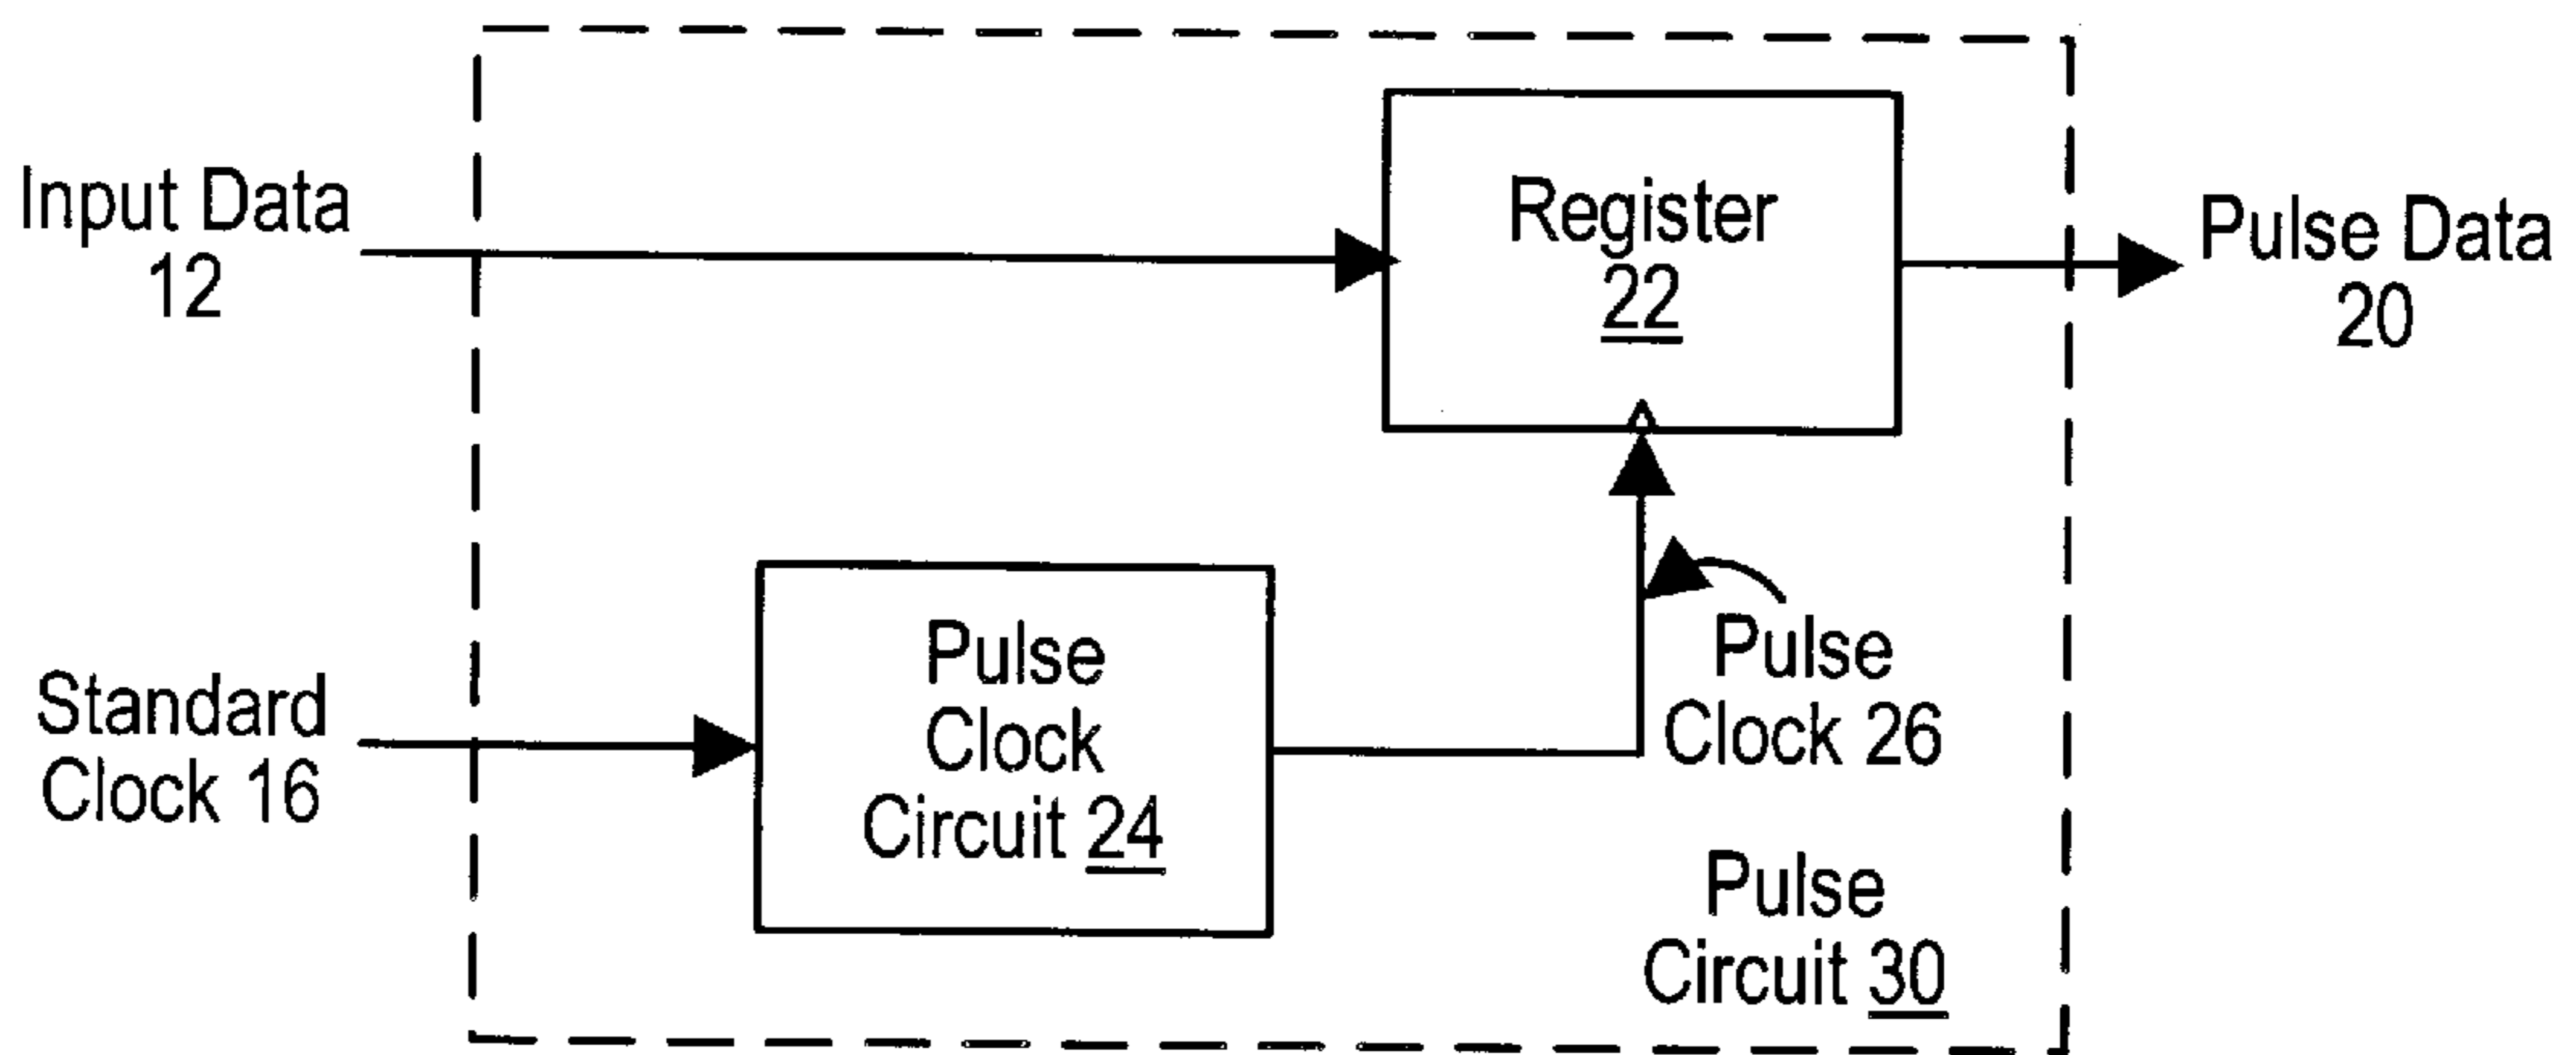 Input Data
12
Register
22
Pulse Data
20
Standard
Clock 16
Pulse
Clock
Circuit 24
Pulse
Clock 26
Pulse
Circuit 30